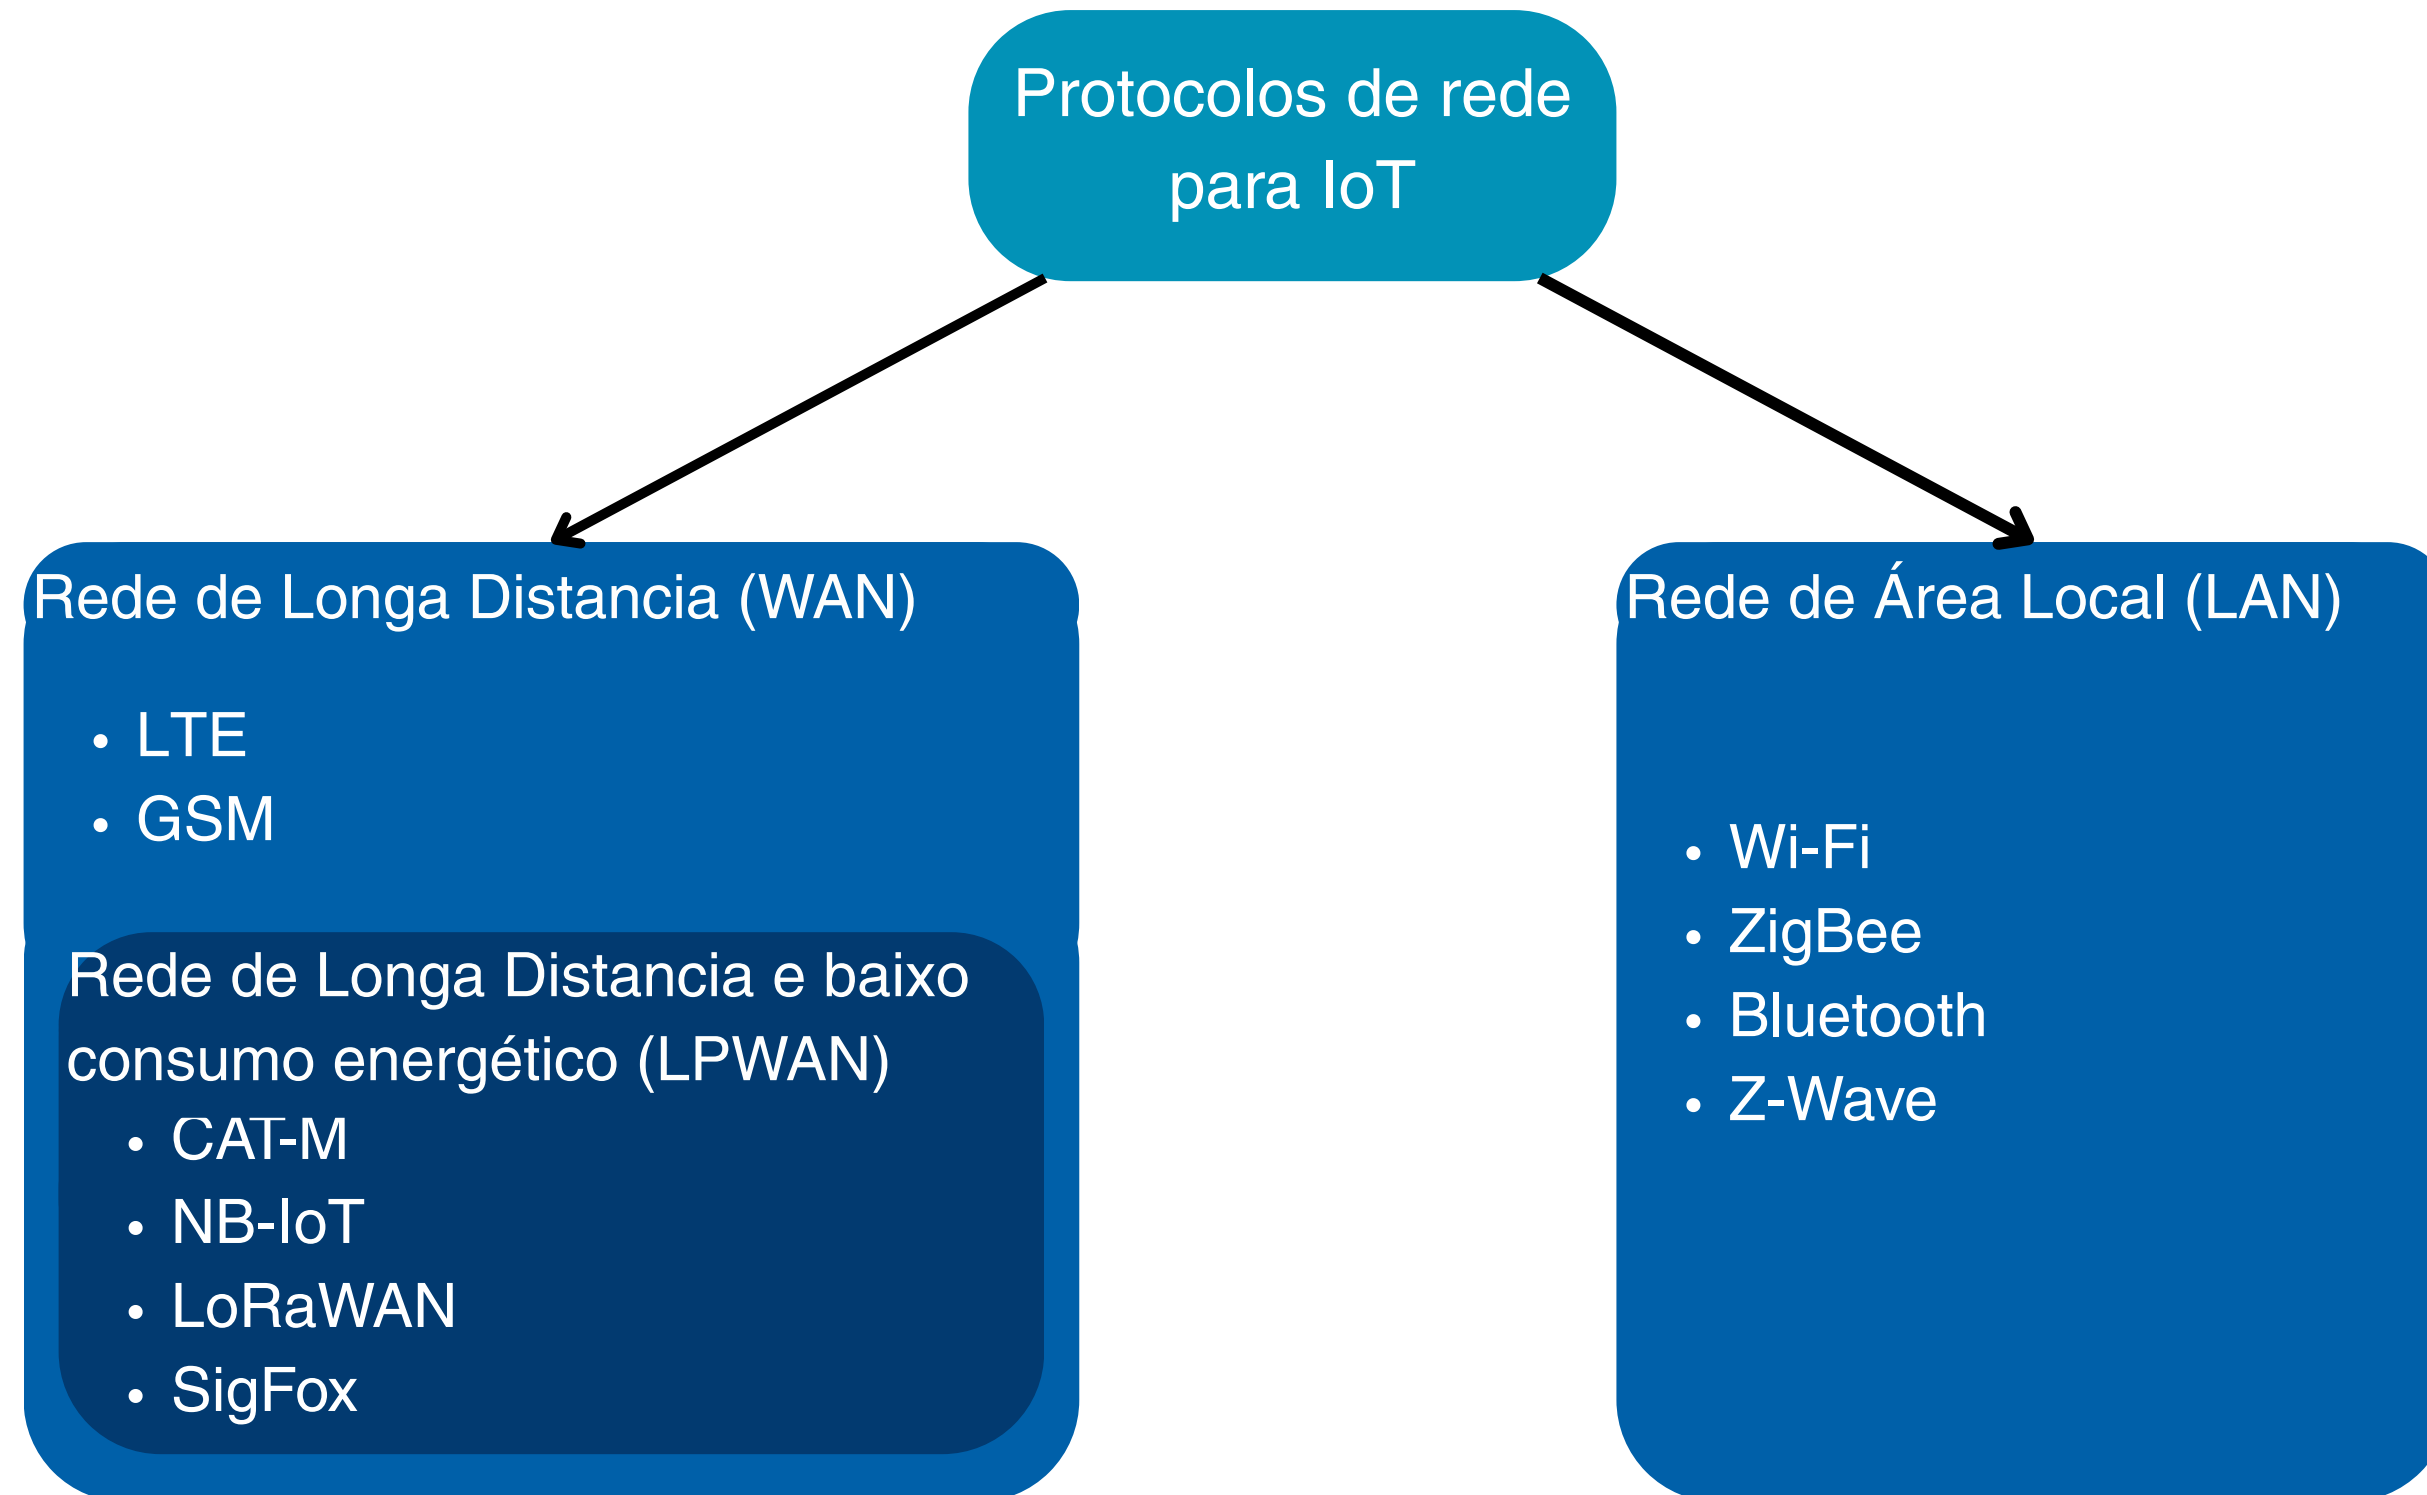 Protocolos de rede
para IoT
Rede de Longa Distancia (WAN)
• LTE
• GSM
Rede de Longa Distancia e baixo
consumo energético (LPWAN)
• CAT-M
• NB-IoT
• LoRaWAN
• SigFox
Rede de Área Local (LAN)
• Wi-Fi
• ZigBee
• Bluetooth
• Z-Wave